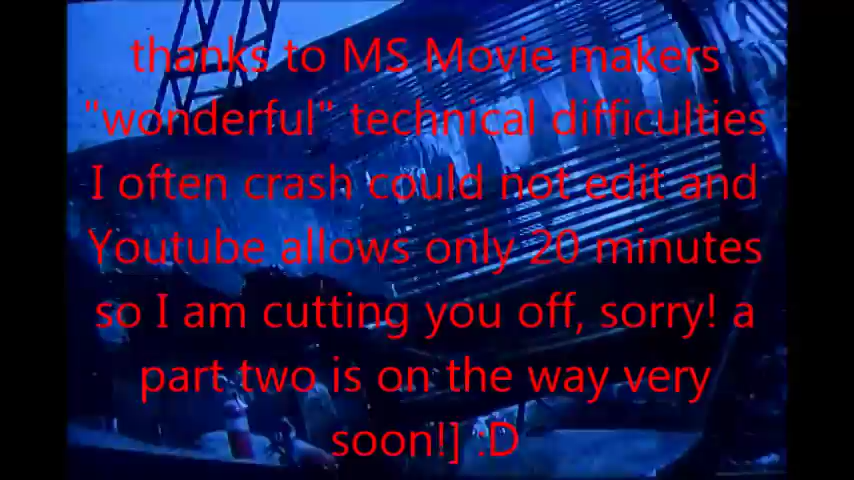 thanks to MS Movie makers
"wonderful" technical difficulties
I often crash could not edit and
Youtube allows only 20 minutes
so I am cutting you off, sorry! a
part two is on the way very
soon!] :D